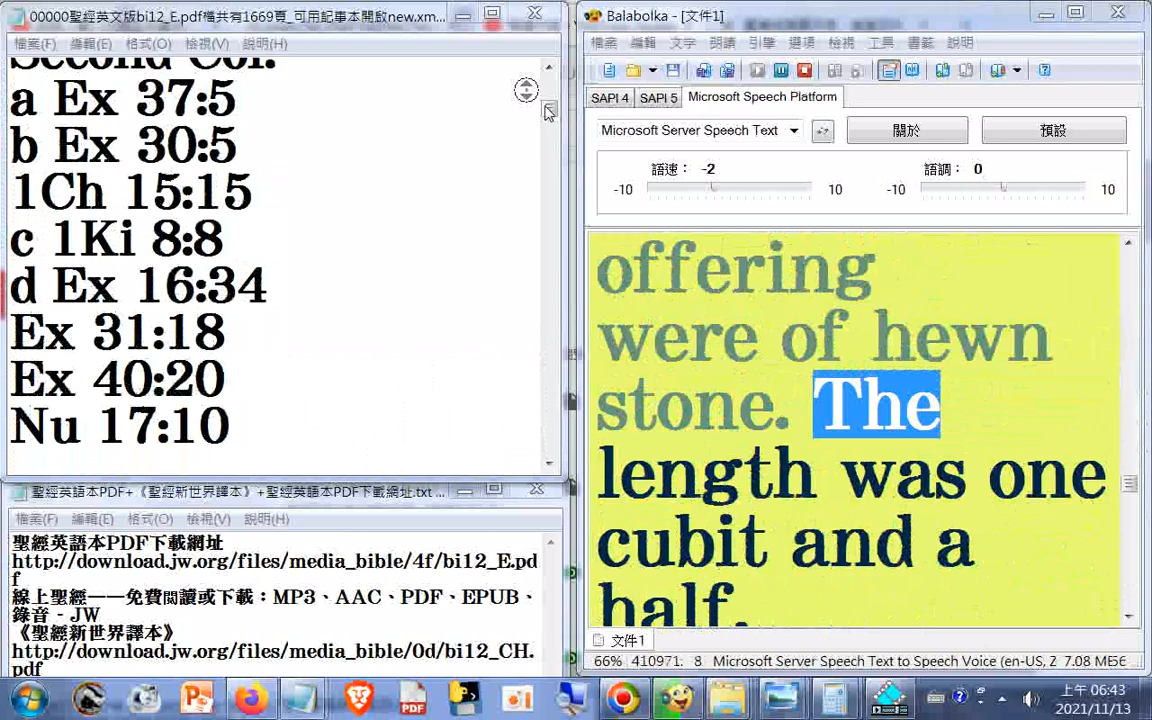 00000聖經英文版bi12_E.pdf檔共有1669頁_可用記事本開啟new.xm...
檔案(F) 編輯(E) 格式(O) 檢視(V) 說明(H)
Second Col.
a Ex 37:5
b Ex 30:5
1Ch 15:15
c 1Ki 8:8
d Ex 16:34
Ex 31:18
Ex 40:20
Nu 17:10
聖經英語本PDF+《聖經新世界譯本》+聖經英語本PDF下載網址.txt ...
檔案(F) 編輯(E) 格式(O) 檢視(V) 說明(H)
聖經英語本PDF下載網址
http://download.jw.org/files/media_bible/4f/bi12_E.pd
f
線上聖經——免費閱讀或下載：MP3、AAC、PDF、EPUB、
錄音 - JW
《聖經新世界譯本》
http://download.jw.org/files/media_bible/0d/bi12_CH.
pdf
Balabolka - [文件1]
檔案 編輯 文字 朗讀 引擎 選項 檢視 工具 書籤 說明
SAPI 4 SAPI 5 Microsoft Speech Platform
Microsoft Server Speech Text 關於 預設
語速： -2 語調： 0
-10 10 -10 10
offering
were of hewn
stone. The
length was one
cubit and a
half.
文件1
66% 410971: 8 Microsoft Server Speech Text to Speech Voice (en-US, Z 7.08 MB
上午 06:43
2021/11/13